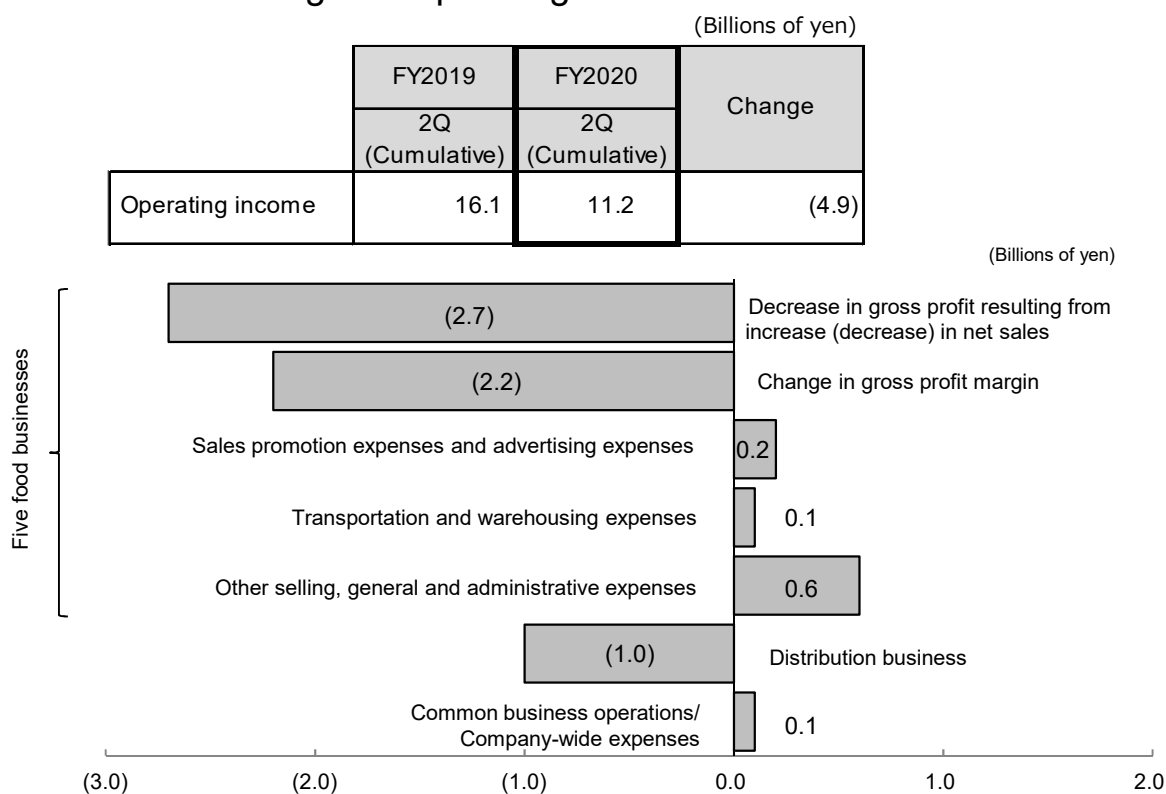 (Billions of yen)
FY2019 FY2020 Change
2Q (Cumulative) 2Q (Cumulative)
Operating income 16.1 11.2 (4.9)
(Billions of yen)
Five food businesses
(2.7) Decrease in gross profit resulting from
increase (decrease) in net sales
(2.2) Change in gross profit margin
Sales promotion expenses and advertising expenses 0.2
Transportation and warehousing expenses 0.1
Other selling, general and administrative expenses 0.6
(1.0) Distribution business
Common business operations/
Company-wide expenses 0.1
(3.0) (2.0) (1.0) 0.0 1.0 2.0